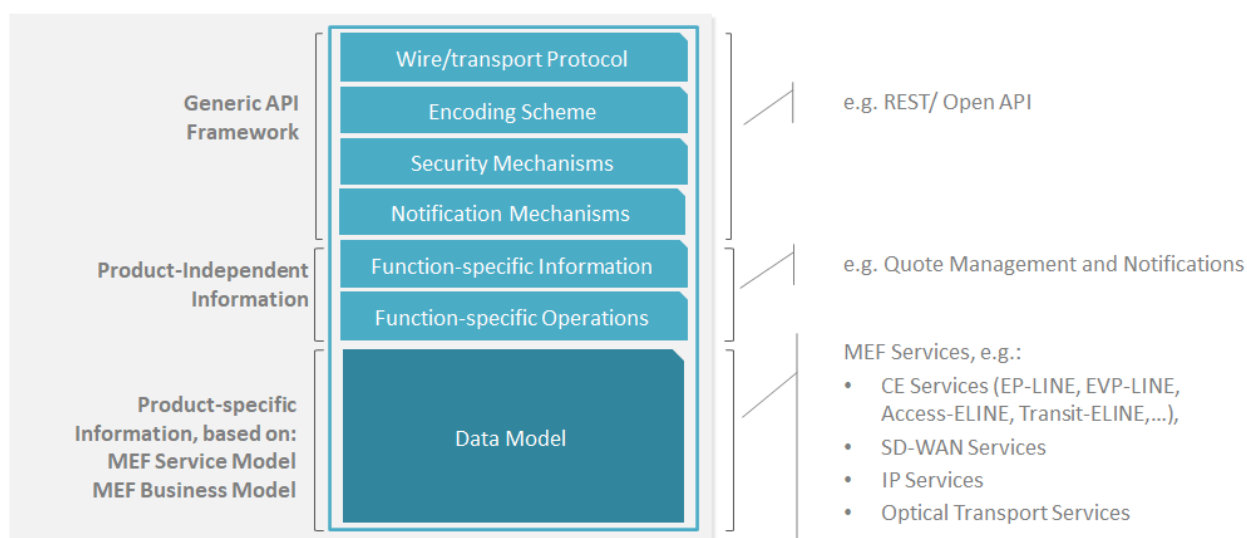 Generic API
Framework
Wire/transport Protocol
Encoding Scheme
Security Mechanisms
Notification Mechanisms
e.g. REST/ Open API
Product-Independent
Information
Function-specific Information
Function-specific Operations
e.g. Quote Management and Notifications
Product-specific
Information, based on:
MEF Service Model
MEF Business Model
Data Model
MEF Services, e.g.:
• CE Services (EP-LINE, EVP-LINE,
Access-ELINE, Transit-ELINE,...),
• SD-WAN Services
• IP Services
• Optical Transport Services